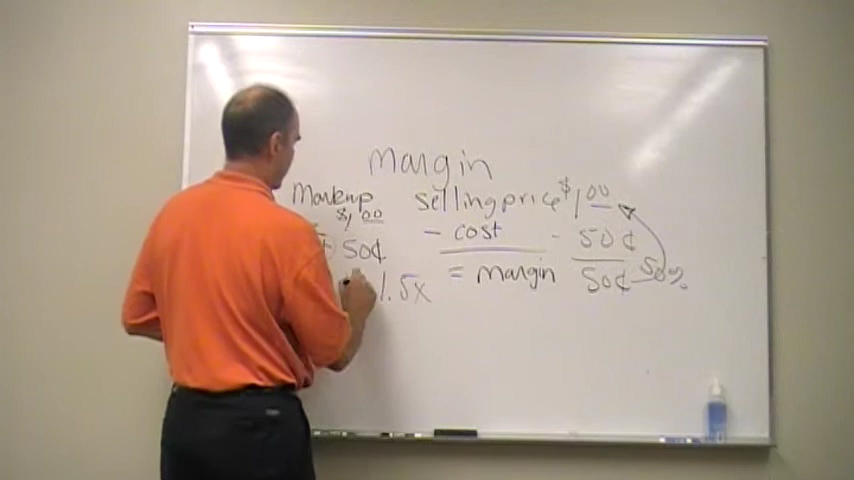 margin
Markup
$1.00
50¢
1.5x
selling price $1.00
- cost - 50¢
= margin 50¢ 50%